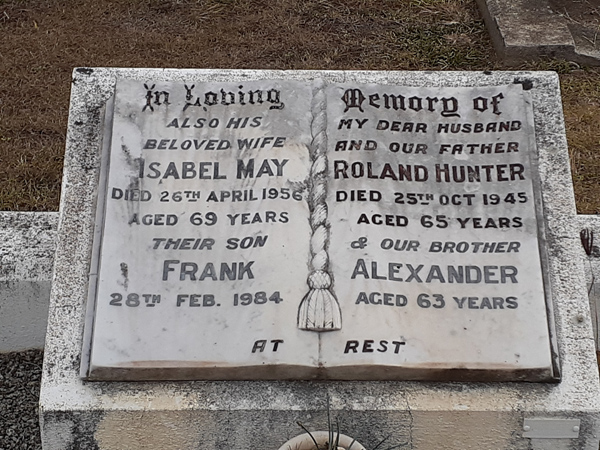 In Loving Memory of
ALSO HIS
BELOVED WIFE
ISABEL MAY
DIED 26TH APRIL 1956
AGED 69 YEARS
THEIR SON
FRANK
28TH FEB. 1984
MY DEAR HUSBAND
AND OUR FATHER
ROLAND HUNTER
DIED 25TH OCT 1945
AGED 65 YEARS
& OUR BROTHER
ALEXANDER
AGED 63 YEARS
AT REST